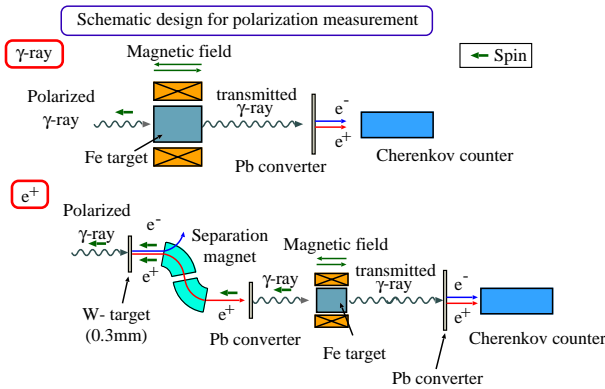 Schematic design for polarization measurement
γ-ray
Magnetic field
Spin
Polarized
γ-ray
transmitted
γ-ray
e-
e+
Fe target
Pb converter
Cherenkov counter
e+
Polarized
γ-ray
e-
e+
Separation
magnet
Magnetic field
γ-ray
transmitted
γ-ray
e-
e+
W- target
(0.3mm)
e+
Pb converter
Fe target
Cherenkov counter
Pb converter